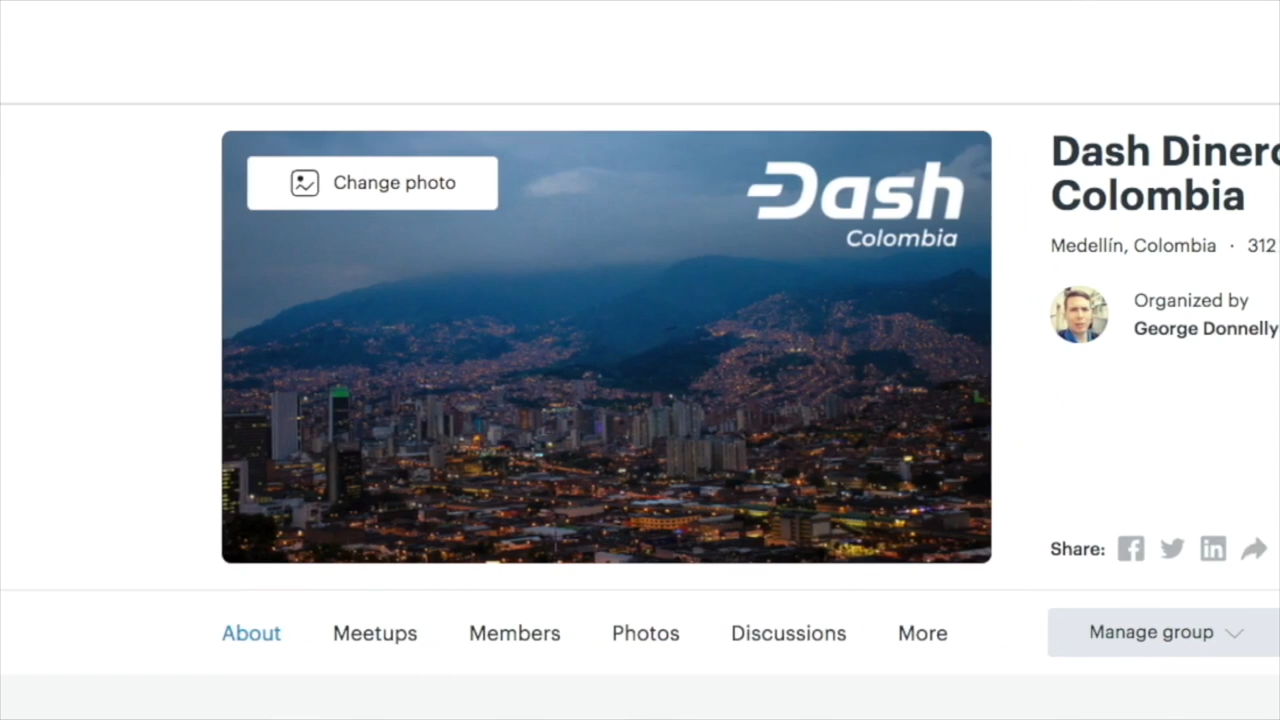 Change photo
Dash
Colombia
Dash Dinero
Colombia
Medellín, Colombia · 312
Organized by
George Donnelly
Share:
About Meetups Members Photos Discussions More
Manage group